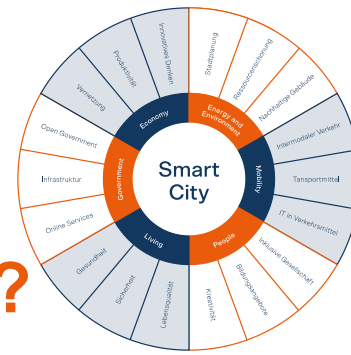 Smart
City
Energy and
Environment
Mobility
People
Living
Government
Economy
Stadtplanung
Ressourcenschonung
Nachhaltige Gebäude
Intermodaler Verkehr
Tansportmittel
IT in Verkehrsmittel
Inklusive Gesellschaft
Bildungsangebote
Kreativität
Lebensqualität
Sicherheit
Gesundheit
Online Services
Infrastruktur
Open Government
Vernetzung
Produktivität
Innovatives Denken
?